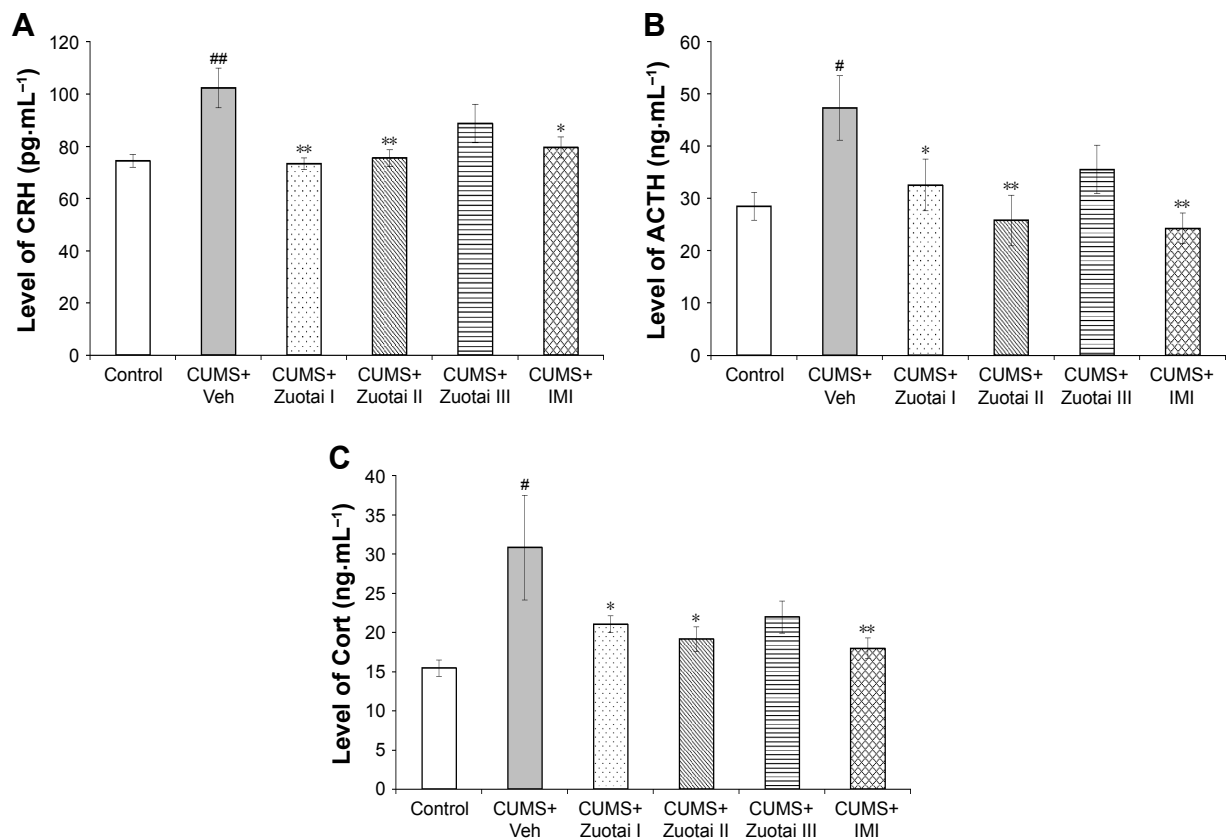 A
Level of CRH (pg·mL⁻¹)
120
100
80
60
40
20
0
##
**
**
*
Control
CUMS+
Veh
CUMS+
Zuotai I
CUMS+
Zuotai II
CUMS+
Zuotai III
CUMS+
IMI
B
Level of ACTH (ng·mL⁻¹)
60
50
40
30
20
10
0
#
*
**
**
Control
CUMS+
Veh
CUMS+
Zuotai I
CUMS+
Zuotai II
CUMS+
Zuotai III
CUMS+
IMI
C
Level of Cort (ng·mL⁻¹)
40
35
30
25
20
15
10
5
0
#
*
*
**
Control
CUMS+
Veh
CUMS+
Zuotai I
CUMS+
Zuotai II
CUMS+
Zuotai III
CUMS+
IMI